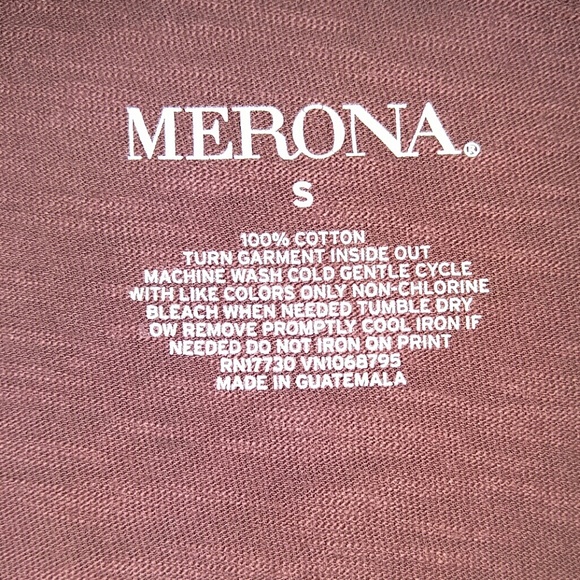 MERONA®
S
100% COTTON
TURN GARMENT INSIDE OUT
MACHINE WASH COLD GENTLE CYCLE
WITH LIKE COLORS ONLY NON-CHLORINE
BLEACH WHEN NEEDED TUMBLE DRY
OW REMOVE PROMPTLY COOL IRON IF
NEEDED DO NOT IRON ON PRINT
RN17730 VN1068795
MADE IN GUATEMALA